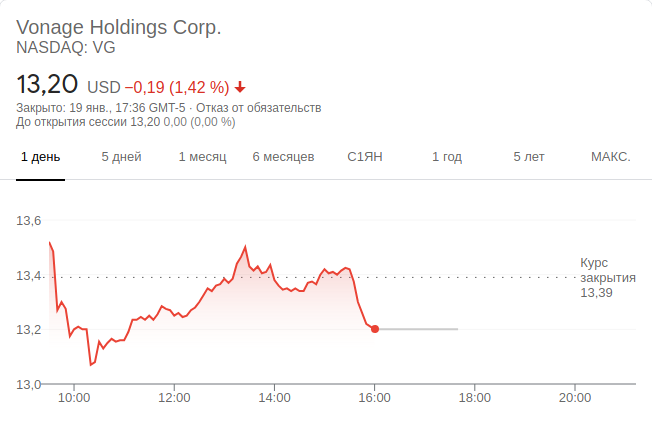 Vonage Holdings Corp.
NASDAQ: VG
13,20 USD −0,19 (1,42 %)
Закрыто: 19 янв., 17:36 GMT-5 · Отказ от обязательств
До открытия сессии 13,20 0,00 (0,00 %)
1 день 5 дней 1 месяц 6 месяцев С1ЯН 1 год 5 лет МАКС.
13,6
13,4
13,2
13,0
Курс
закрытия
13,39
10:00 12:00 14:00 16:00 18:00 20:00